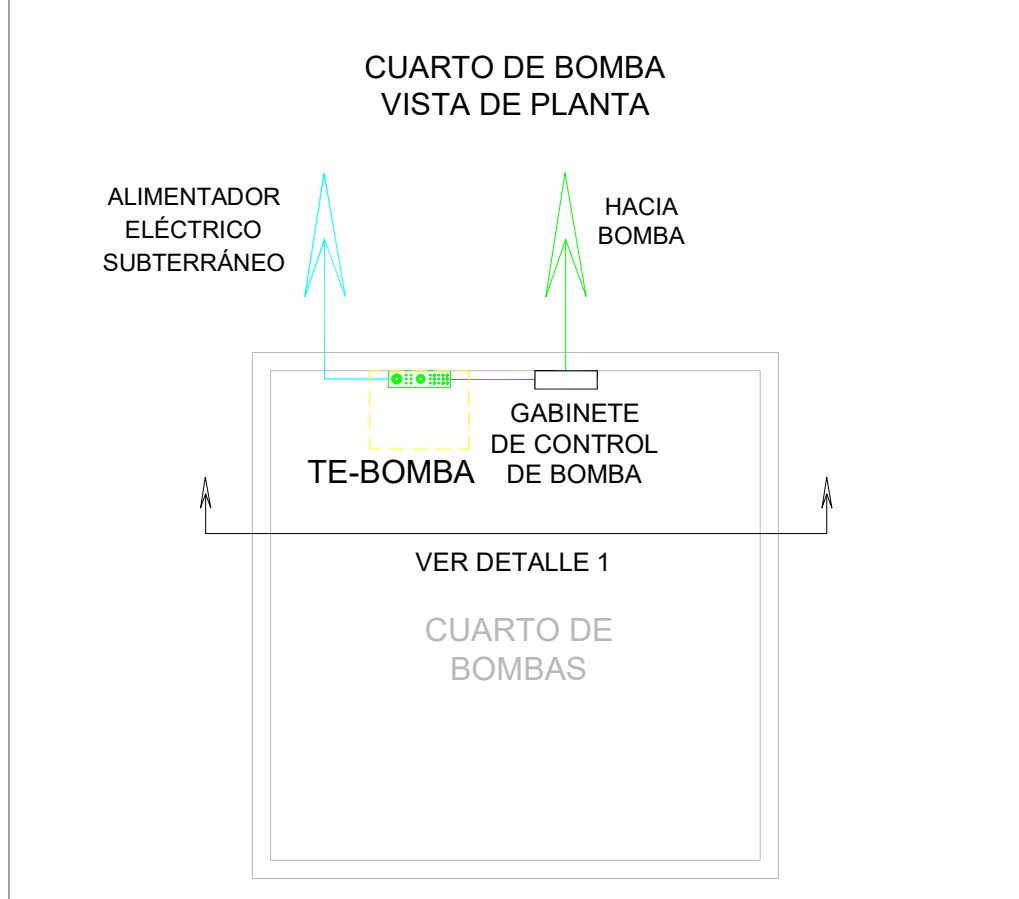 CUARTO DE BOMBA
VISTA DE PLANTA
ALIMENTADOR
ELÉCTRICO
SUBTERRÁNEO
HACIA
BOMBA
GABINETE
DE CONTROL
DE BOMBA
TE-BOMBA
VER DETALLE 1
CUARTO DE
BOMBAS